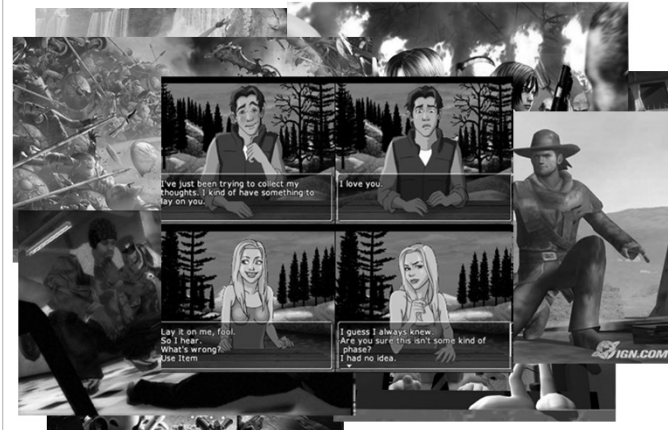 I've just been trying to collect my
thoughts. I kind of have something to
lay on you.
I love you.
Lay it on me, fool.
So I hear.
What's wrong?
Use Item
I guess I always knew.
Are you sure this isn't some kind of
phase?
I had no idea.
IGN.COM